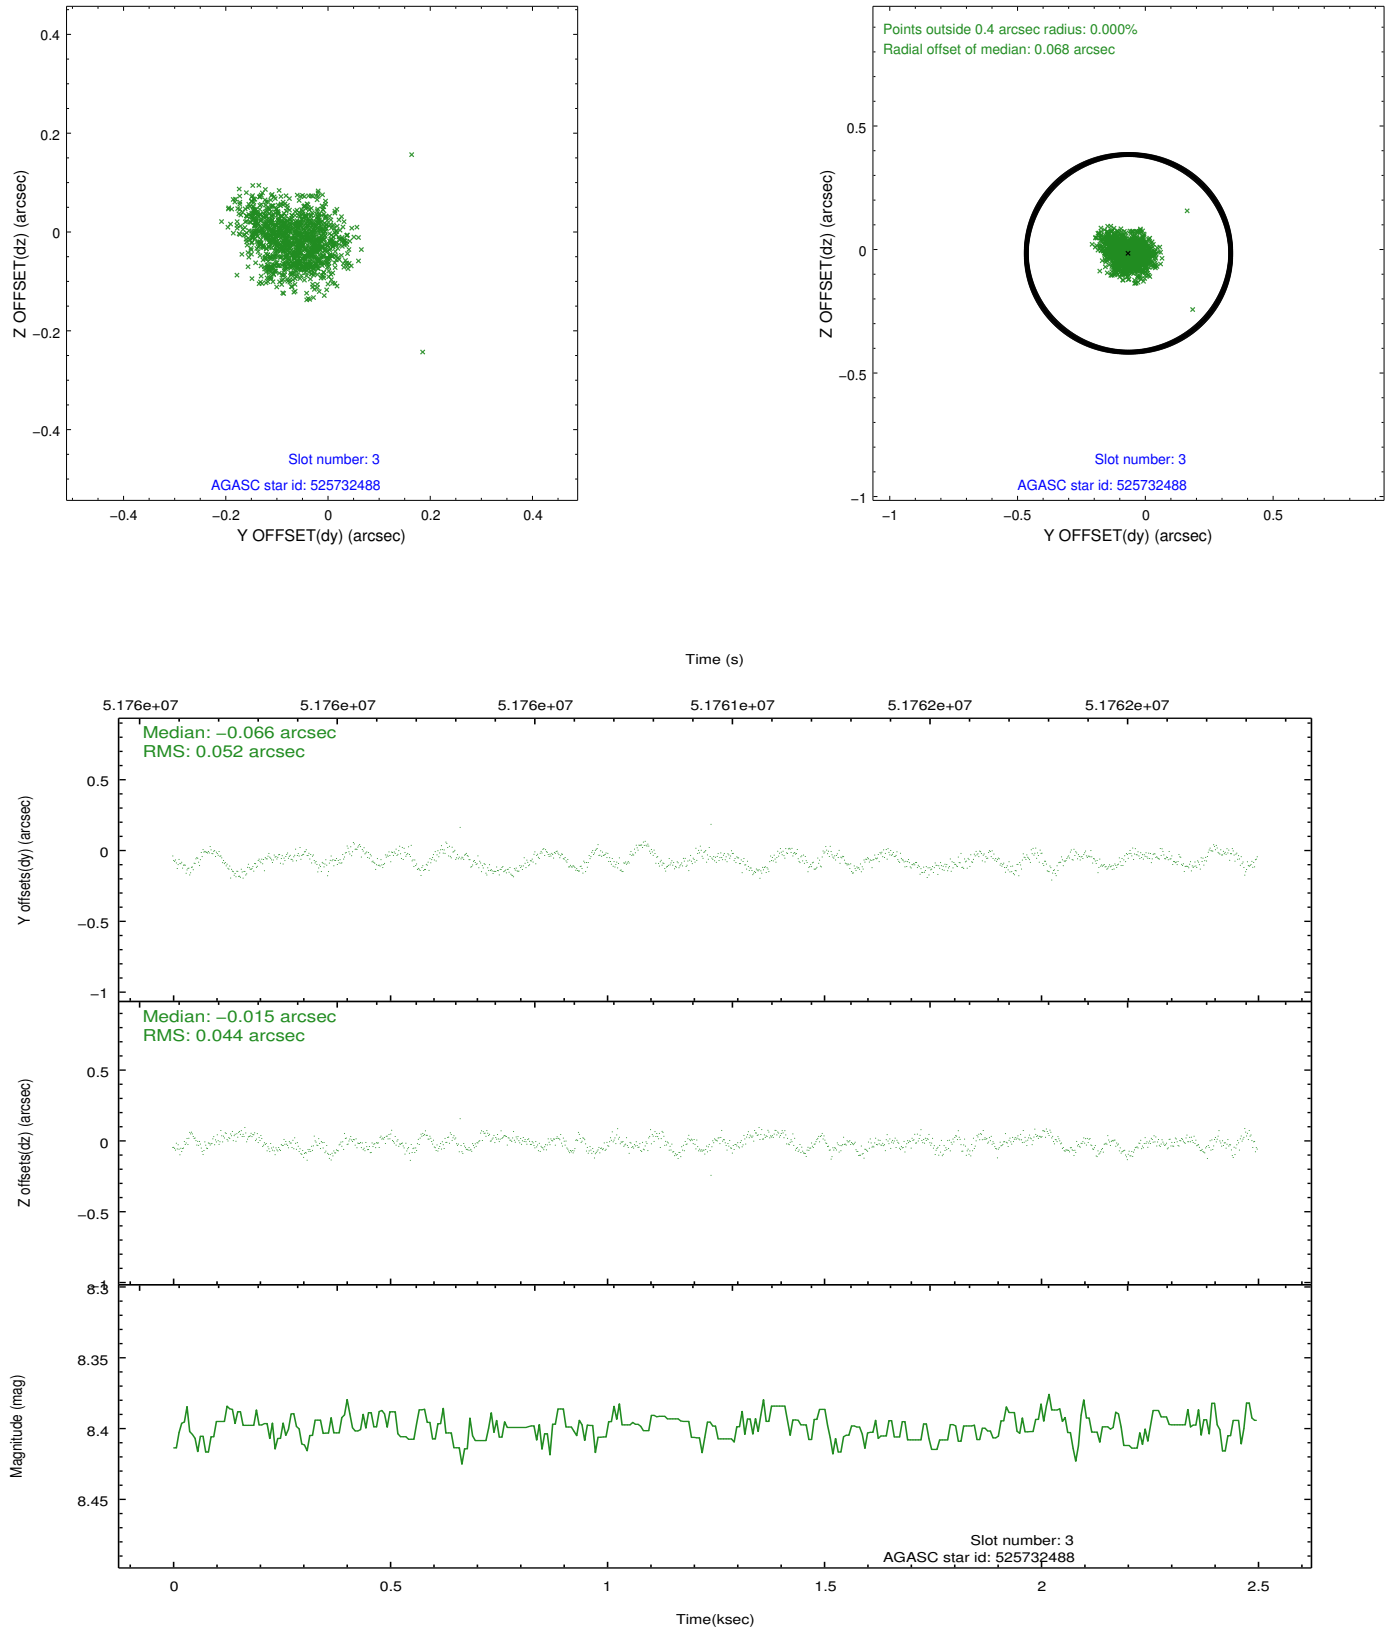 0.4
0.2
0
−0.2
−0.4
Z OFFSET(dz) (arcsec)
Slot number: 3
AGASC star id: 525732488
−0.4 −0.2 0 0.2 0.4
Y OFFSET(dy) (arcsec)
Points outside 0.4 arcsec radius: 0.000%
Radial offset of median: 0.068 arcsec
0.5
0
−0.5
−1
Z OFFSET(dz) (arcsec)
Slot number: 3
AGASC star id: 525732488
−1 −0.5 0 0.5
Y OFFSET(dy) (arcsec)
Time (s)
5.176e+07 5.176e+07 5.176e+07 5.1761e+07 5.1762e+07 5.1762e+07
Median: −0.066 arcsec
RMS: 0.052 arcsec
0.5
0
−0.5
−1
Y offsets(dy) (arcsec)
Median: −0.015 arcsec
RMS: 0.044 arcsec
0.5
0
−0.5
−1
Z offsets(dz) (arcsec)
8.3
8.35
8.4
8.45
Magnitude (mag)
Slot number: 3
AGASC star id: 525732488
0 0.5 1 1.5 2 2.5
Time(ksec)